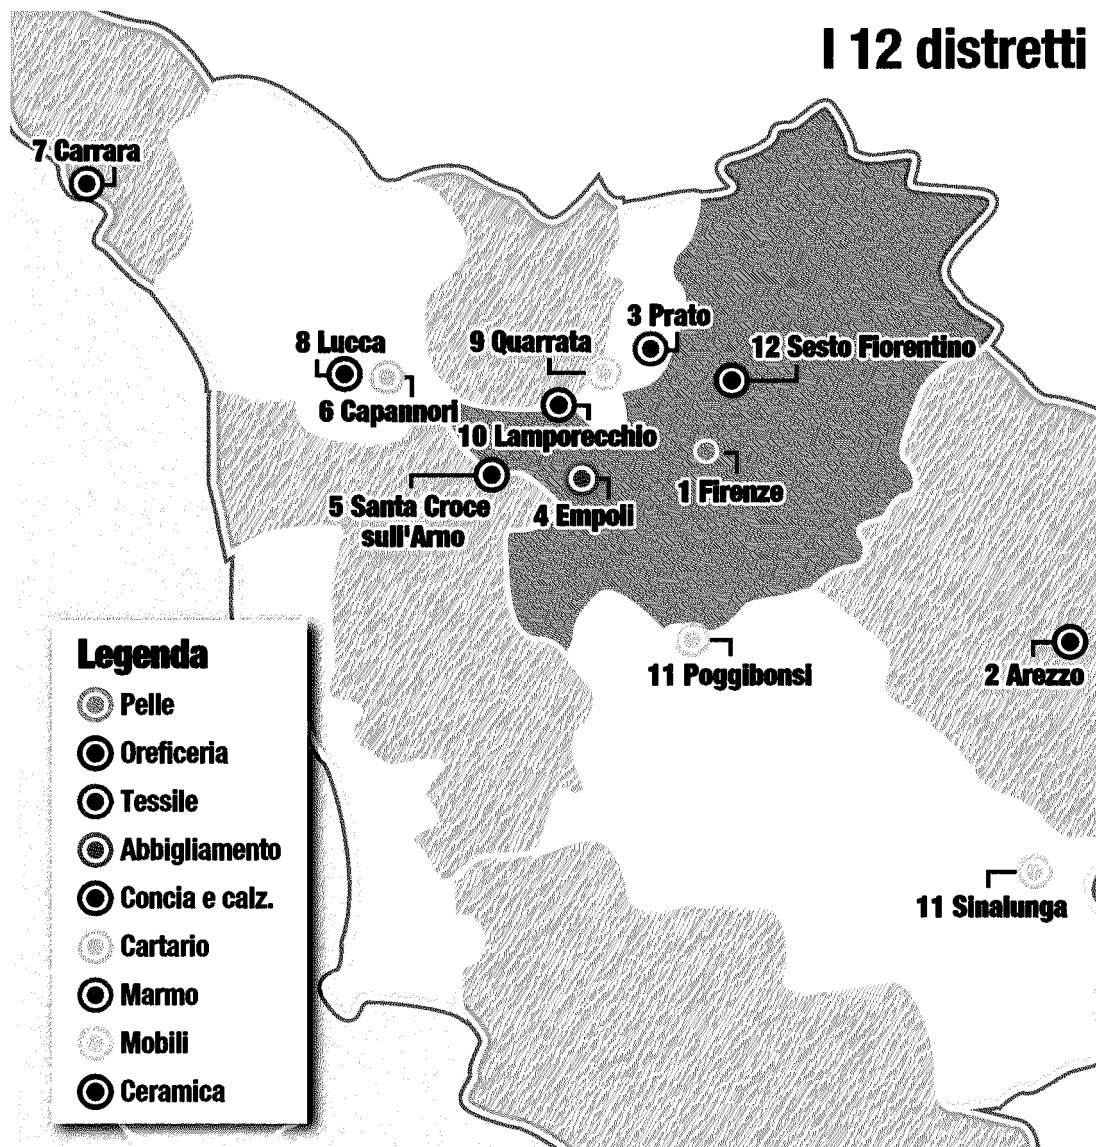 I 12 distretti
7 Carrara
3 Prato
8 Lucca
9 Quarrata
12 Sesto Fiorentino
6 Capannori
10 Lamporecchio
1 Firenze
5 Santa Croce
sull'Arno
4 Empoli
11 Poggibonsi
2 Arezzo
11 Sinalunga
Legenda
Pelle
Oreficeria
Tessile
Abbigliamento
Concia e calz.
Cartario
Marmo
Mobili
Ceramica